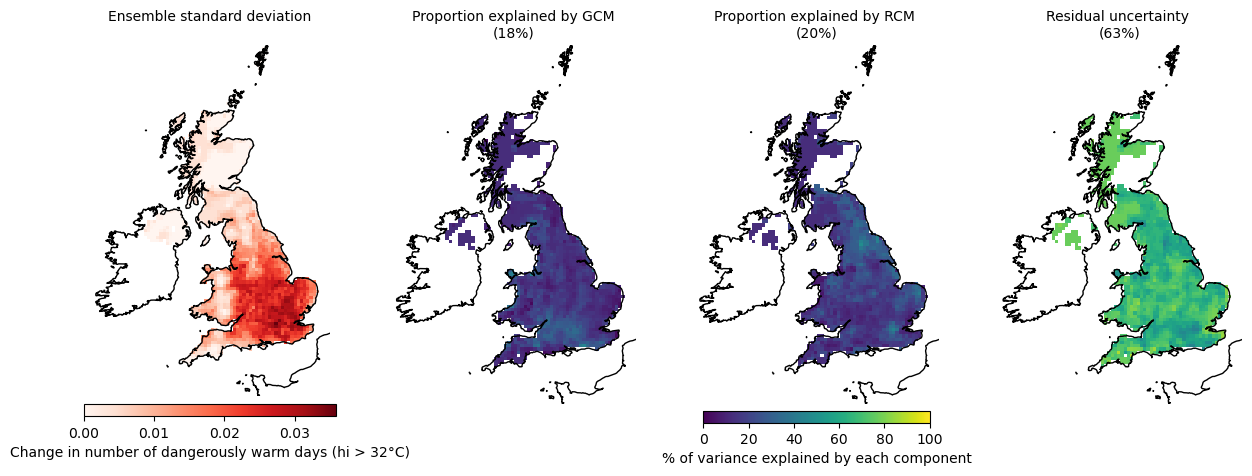 Ensemble standard deviation
Proportion explained by GCM
(18%)
Proportion explained by RCM
(20%)
Residual uncertainty
(63%)
0.00 0.01 0.02 0.03
Change in number of dangerously warm days (hi > 32°C)
0 20 40 60 80 100
% of variance explained by each component